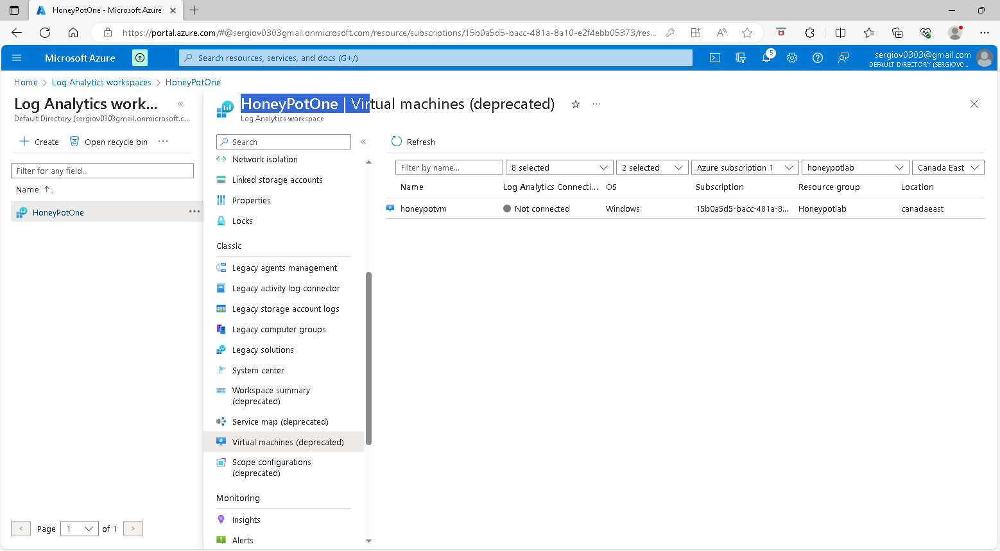 HoneyPotOne - Microsoft Azure
https://portal.azure.com/#@sergiov0303gmail.onmicrosoft.com/resource/subscriptions/15b0a5d5-bacc-481a-8a10-e2f4ebb05373/res...
Microsoft Azure
Search resources, services, and docs (G+/)
5
sergiov0303@gmail.com
DEFAULT DIRECTORY (SERGIOV0...
Home > Log Analytics workspaces > HoneyPotOne
Log Analytics work...
Default Directory (sergiov0303gmail.onmicrosoft.c...
Create
Open recycle bin
Filter for any field...
Name
HoneyPotOne
< Page 1 of 1 >
HoneyPotOne | Virtual machines (deprecated)
Log Analytics workspace
Search
Network isolation
Linked storage accounts
Properties
Locks
Classic
Legacy agents management
Legacy activity log connector
Legacy storage account logs
Legacy computer groups
Legacy solutions
System center
Workspace summary
(deprecated)
Service map (deprecated)
Virtual machines (deprecated)
Scope configurations
(deprecated)
Monitoring
Insights
Alerts
Refresh
Filter by name... 8 selected 2 selected Azure subscription 1 honeypotlab Canada East
Name Log Analytics Connecti... OS Subscription Resource group Location
honeypotvm Not connected Windows 15b0a5d5-bacc-481a-8... Honeypotlab canadaeast